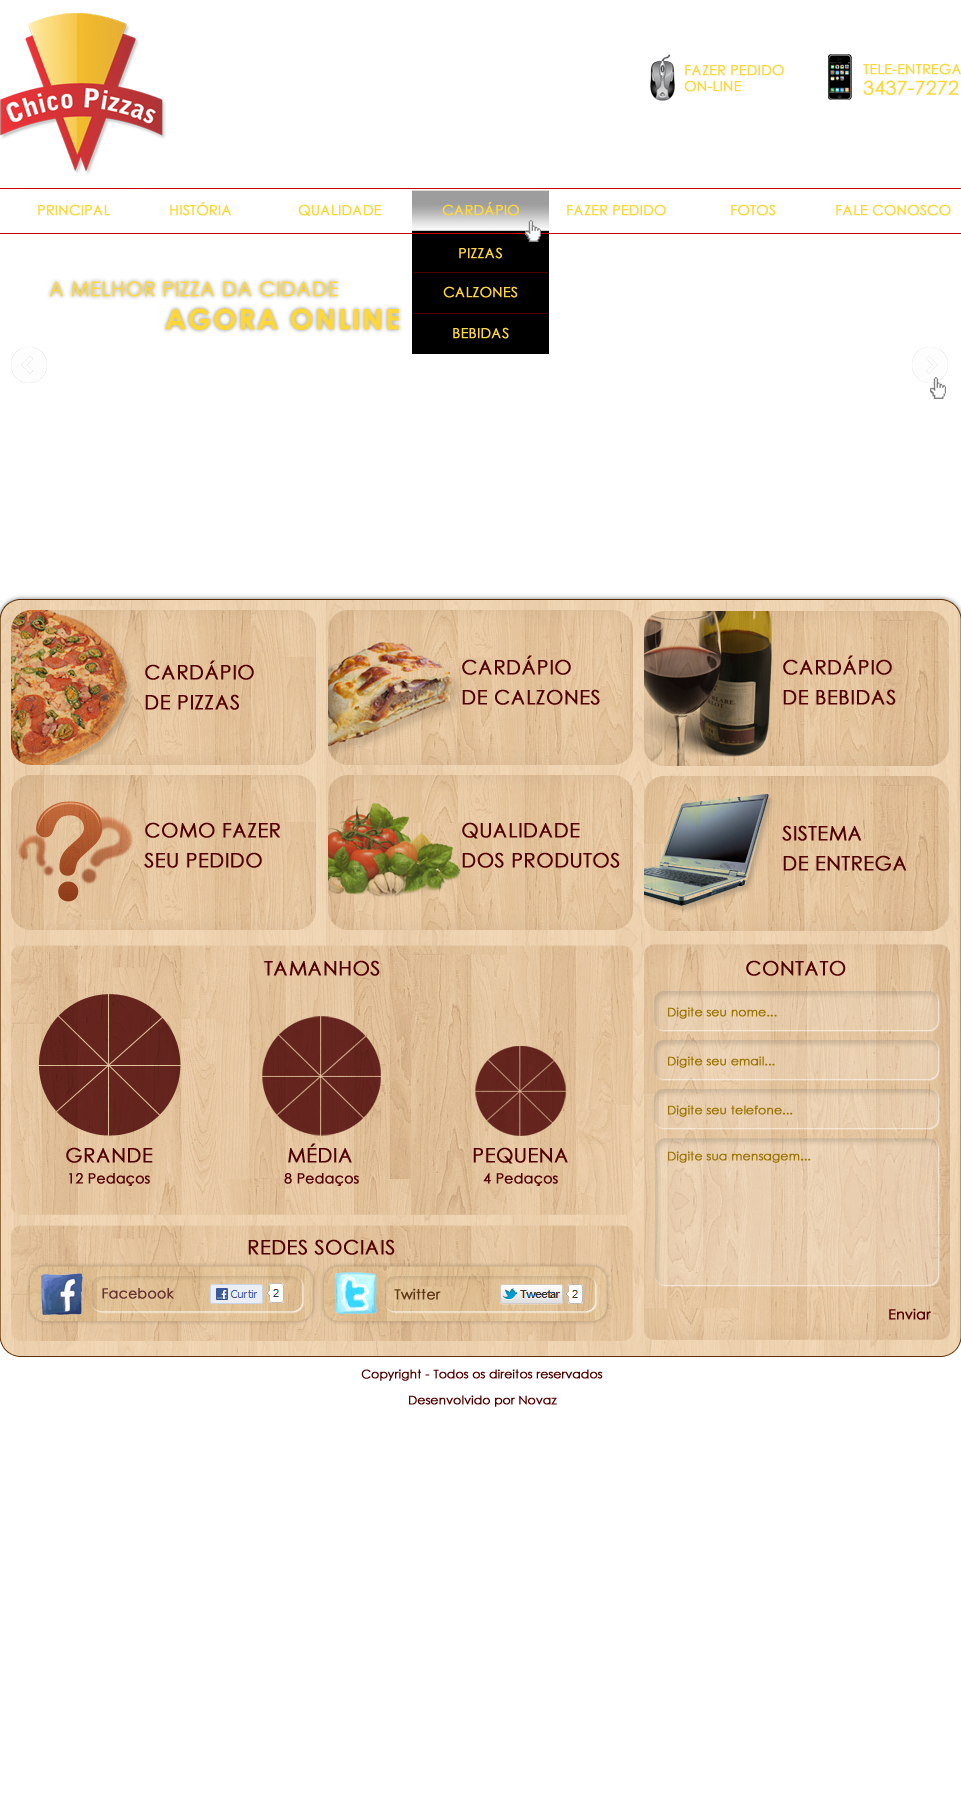 Chico Pizzas
FAZER PEDIDO
ON-LINE
TELE-ENTREGA
3437-7272
PRINCIPAL
HISTÓRIA
QUALIDADE
CARDÁPIO
FAZER PEDIDO
FOTOS
FALE CONOSCO
PIZZAS
CALZONES
BEBIDAS
A MELHOR PIZZA DA CIDADE
AGORA ONLINE
CARDÁPIO
DE PIZZAS
CARDÁPIO
DE CALZONES
CARDÁPIO
DE BEBIDAS
COMO FAZER
SEU PEDIDO
QUALIDADE
DOS PRODUTOS
SISTEMA
DE ENTREGA
TAMANHOS
GRANDE
12 Pedaços
MÉDIA
8 Pedaços
PEQUENA
4 Pedaços
CONTATO
Digite seu nome...
Digite seu email...
Digite seu telefone...
Digite sua mensagem...
Enviar
REDES SOCIAIS
Facebook
Curtir
2
Twitter
Tweetar
2
Copyright - Todos os direitos reservados
Desenvolvido por Novaz